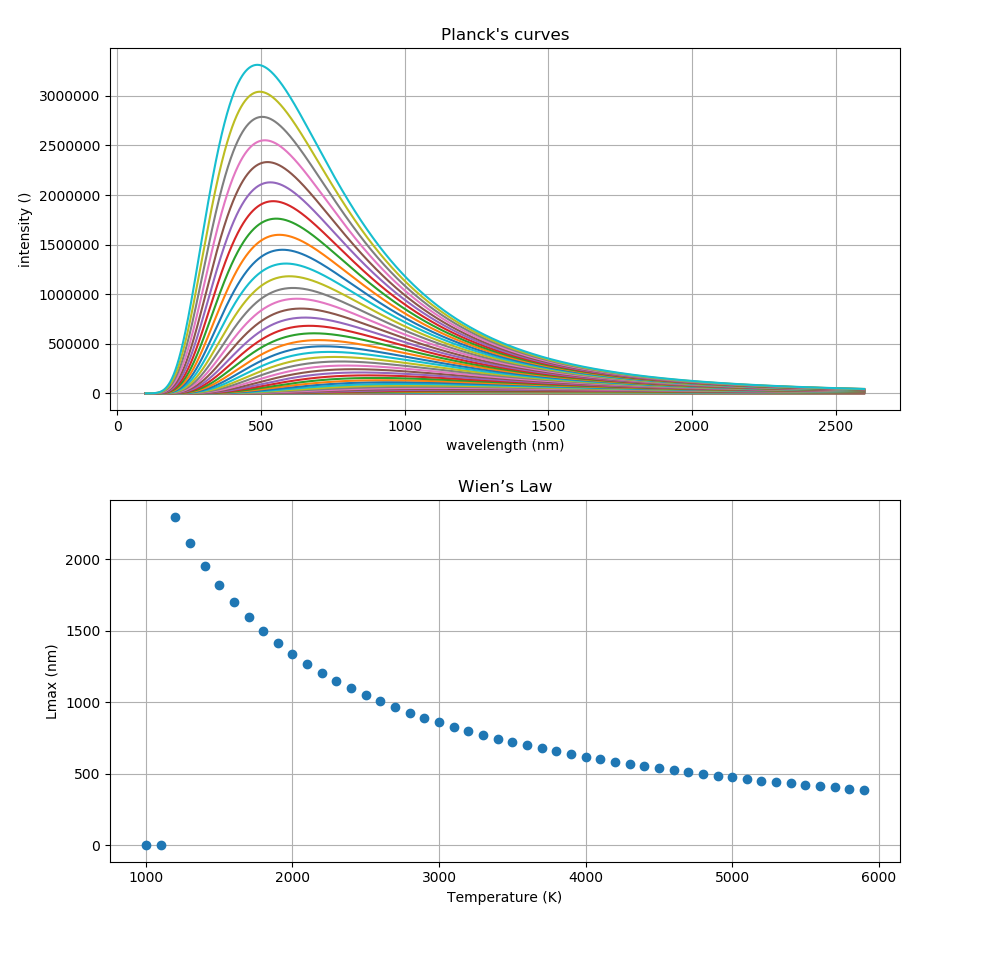 Planck's curves
3000000
2500000
2000000
1500000
1000000
500000
0
intensity ()
0 500 1000 1500 2000 2500
wavelength (nm)
Wien’s Law
2000
1500
1000
500
0
Lmax (nm)
1000 2000 3000 4000 5000 6000
Temperature (K)